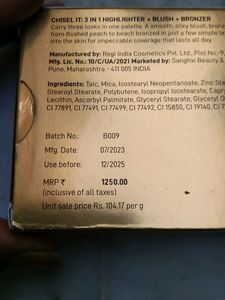 CHISEL IT: 3 IN 1 HIGHLIGHTER + BLUSH + BRONZER
Carry three looks in one palette. A smooth, silky blush, bronz
from flushed peach to beach bronzed in just a few simple
into the skin for impeccable coverage that lasts all day.
Manufactured by: Regi India Cosmetics Pvt. Ltd., Plot No.-
Mfg. Lic. No.: 10/C/UA/2021 Marketed by: Sanghvi Beauty &
Pune, Maharashtra - 411 005 INDIA
Ingredients: Talc, Mica, Isostearyl Neopentanoate, Zinc Stea
Stearoyl Stearate, Polybutene, Isopropyl Isostearate, Capry
Lecithin, Ascorbyl Palmitate, Glyceryl Stearate, Glyceryl
CI 77891, CI 77491, CI 77499, CI 77492, CI 15850, CI 19140, CI 7
Batch No.: B009
Mfg. Date: 07/2023
Use before: 12/2025
MRP ₹ 1250.00
(inclusive of all taxes)
Unit sale price Rs. 104.17 per g